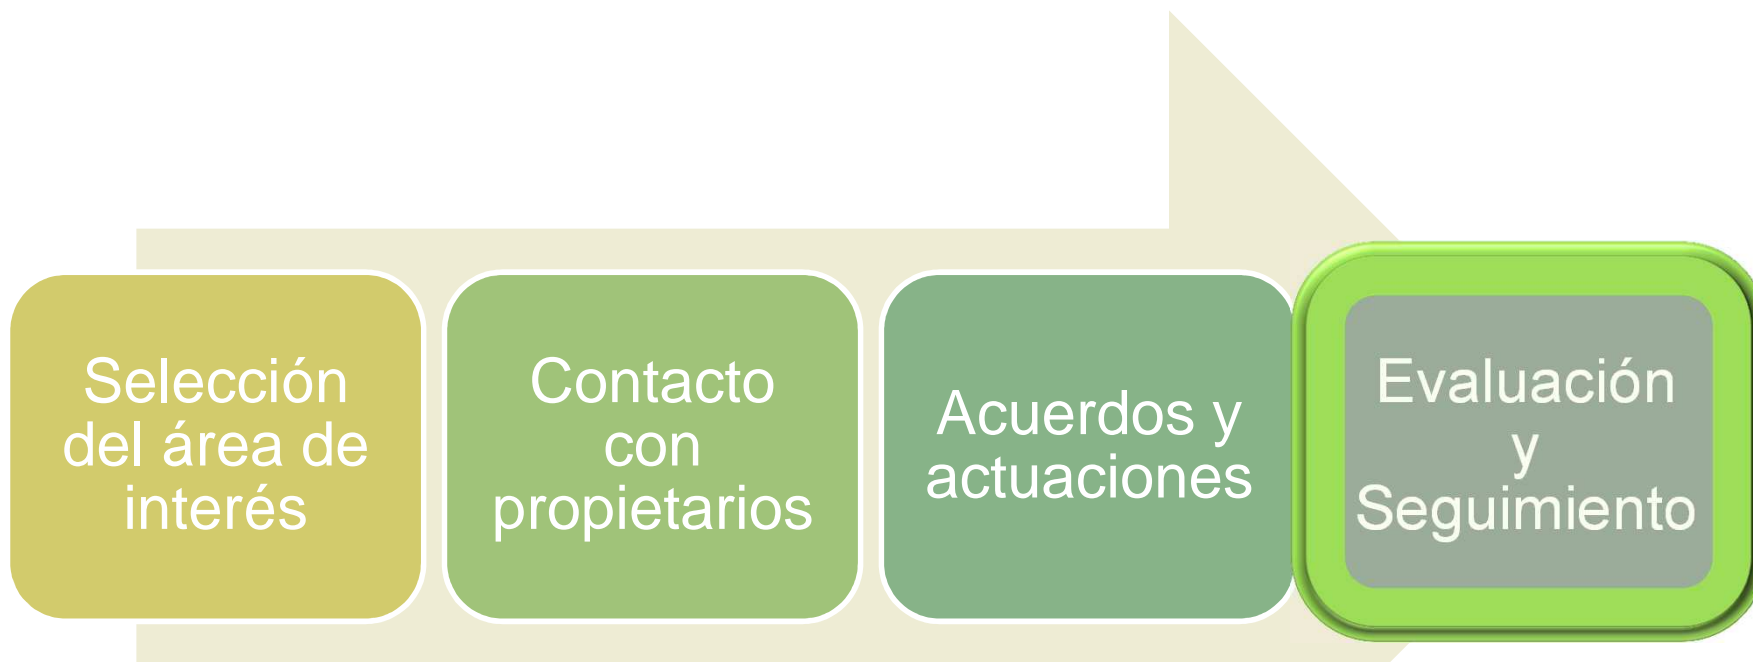 Selección
del área de
interés
Contacto
con
propietarios
Acuerdos y
actuaciones
Evaluación
y
Seguimiento